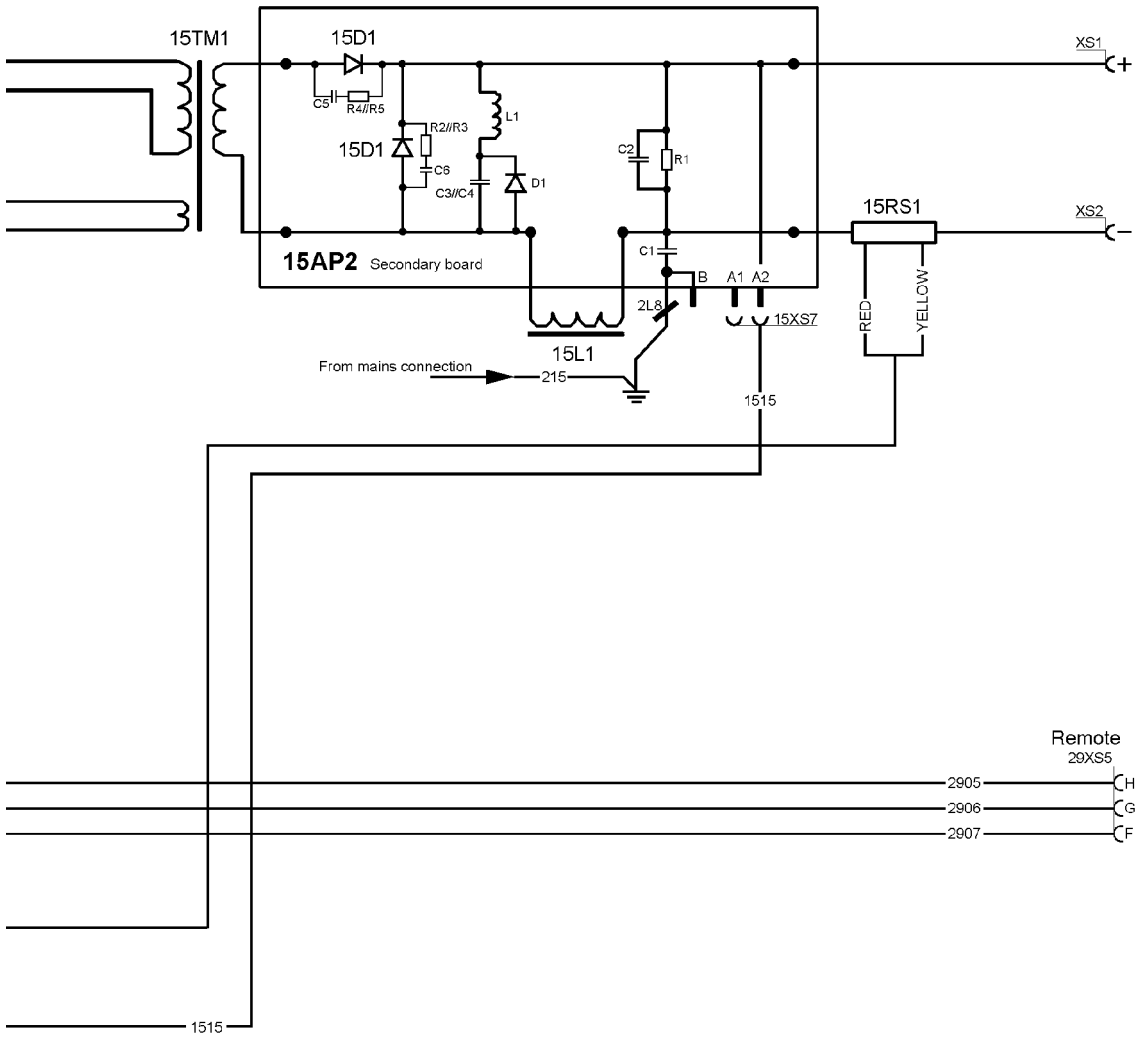 15TM1
15D1
XS1
+
C5
R4//R5
L1
R2//R3
15D1
C6
C3//C4
D1
C2
R1
15RS1
XS2
−
15AP2 Secondary board
C1
B
A1
A2
2L8
15XS7
RED
YELLOW
15L1
From mains connection
215
1515
Remote
29XS5
2905
H
2906
G
2907
F
1515